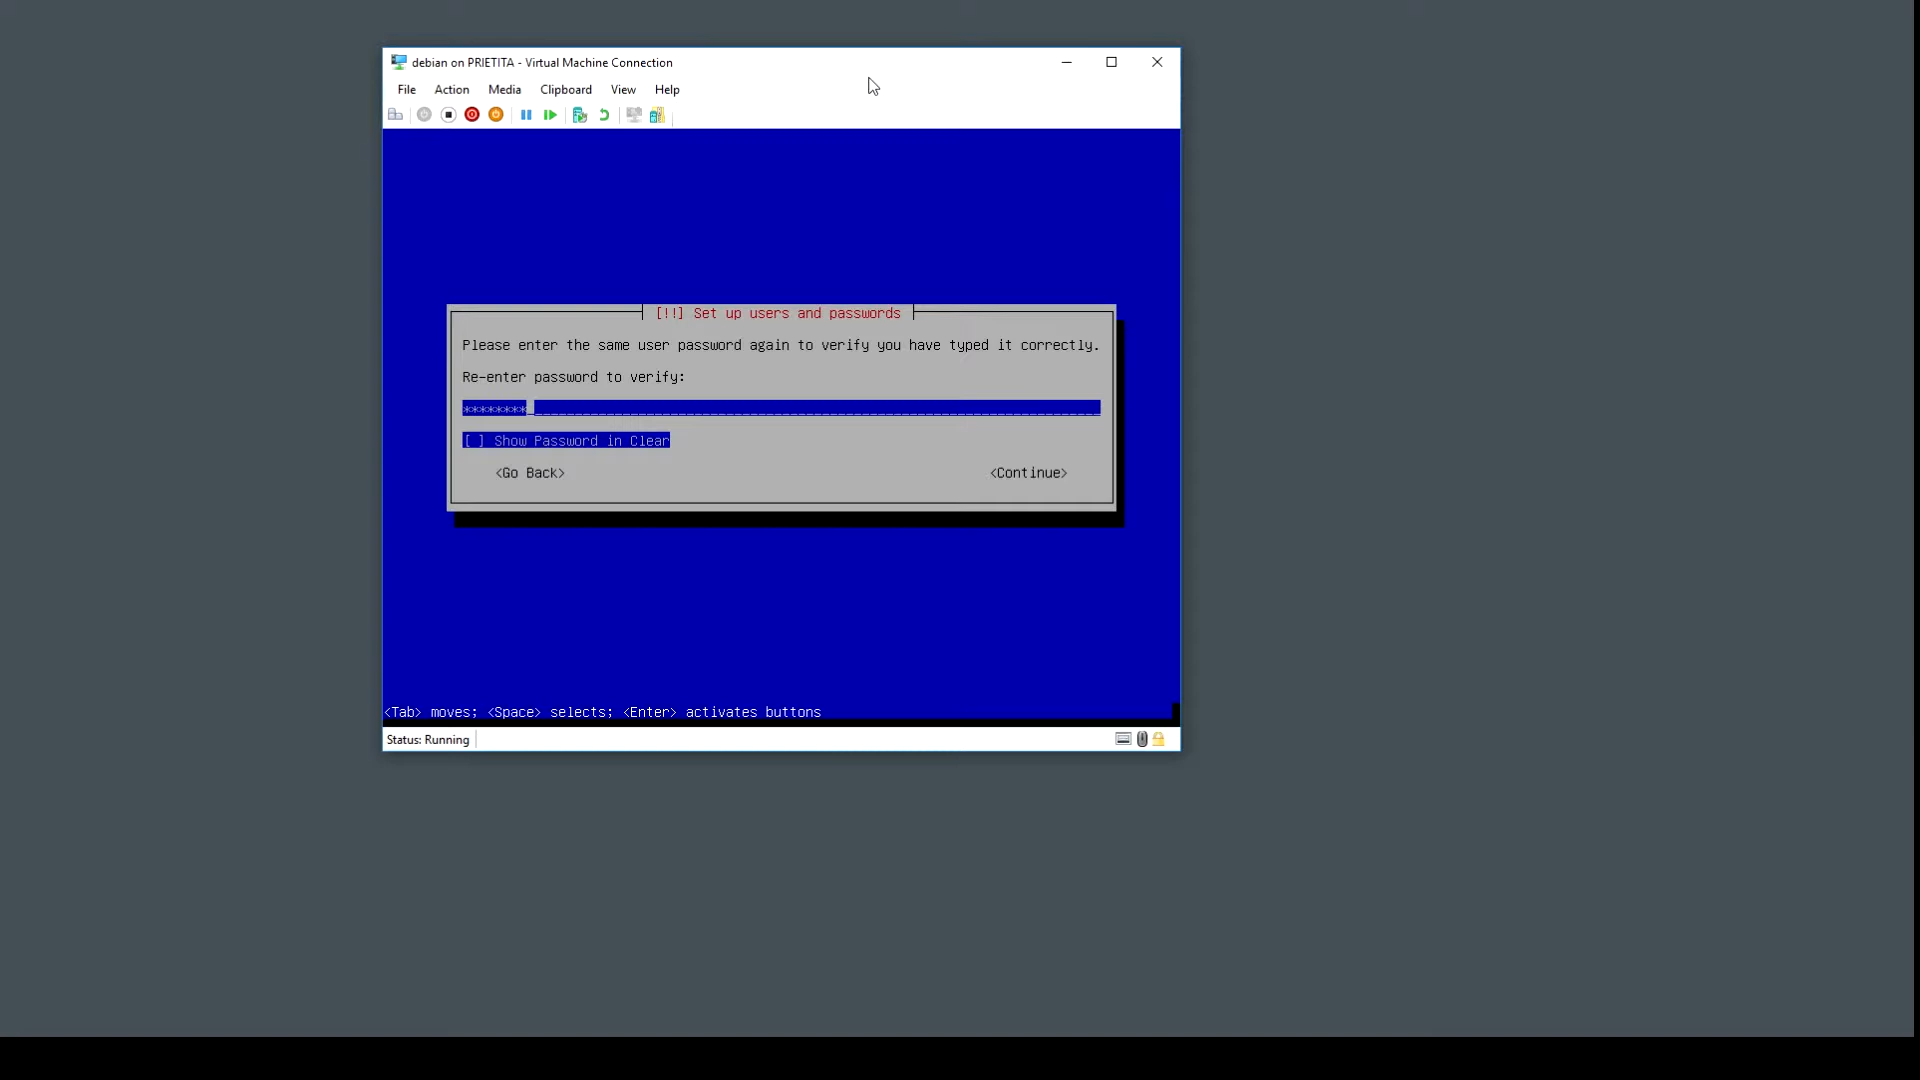 debian on PRIETITA - Virtual Machine Connection
File Action Media Clipboard View Help
[!!] Set up users and passwords
Please enter the same user password again to verify you have typed it correctly.
Re-enter password to verify:
********
[ ] Show Password in Clear
<Go Back> <Continue>
<Tab> moves; <Space> selects; <Enter> activates buttons
Status: Running